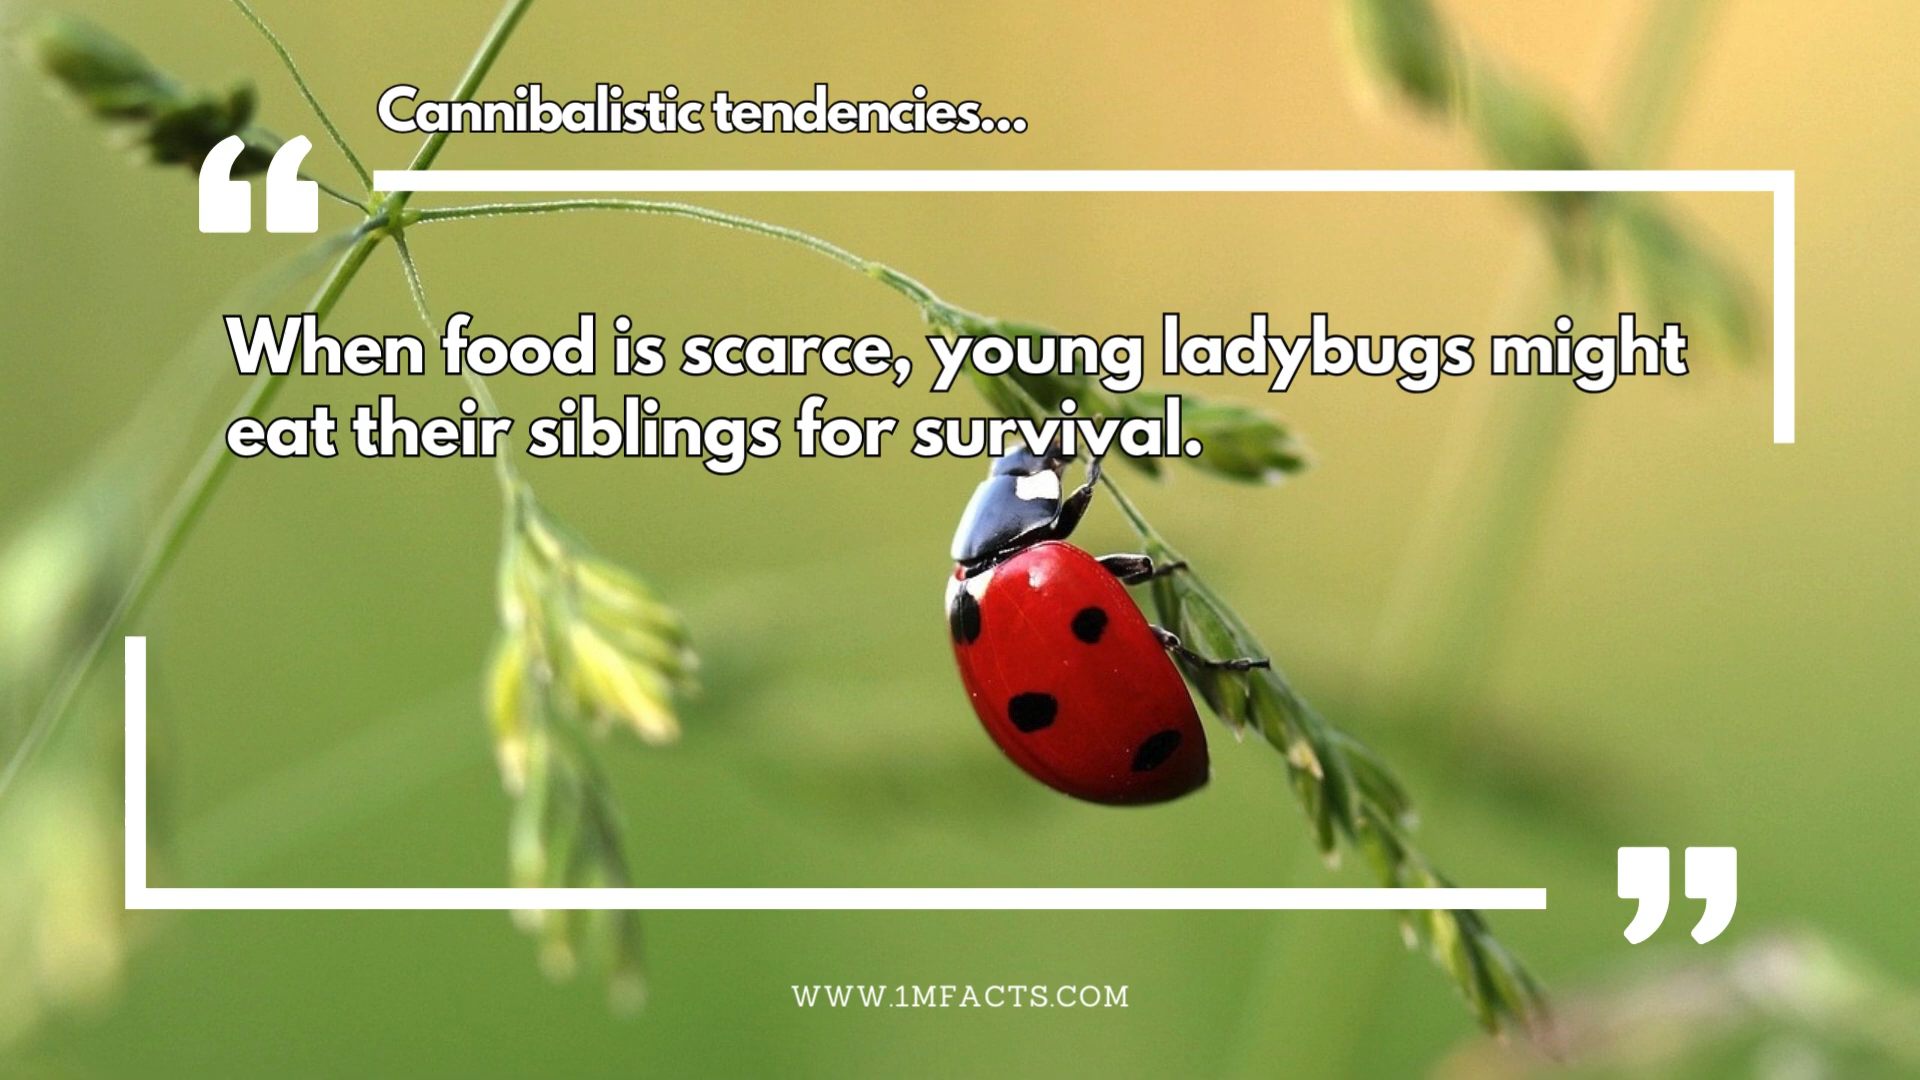 Cannibalistic tendencies...
“
When food is scarce, young ladybugs might
eat their siblings for survival.
”
WWW.1MFACTS.COM